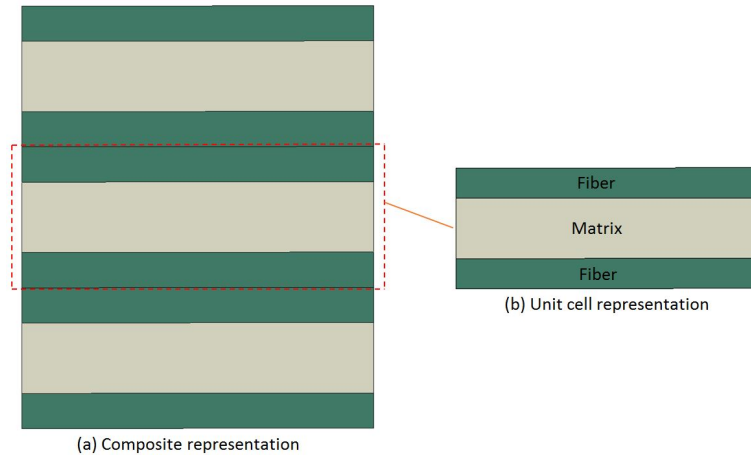 Fiber
Matrix
Fiber
(b) Unit cell representation
(a) Composite representation